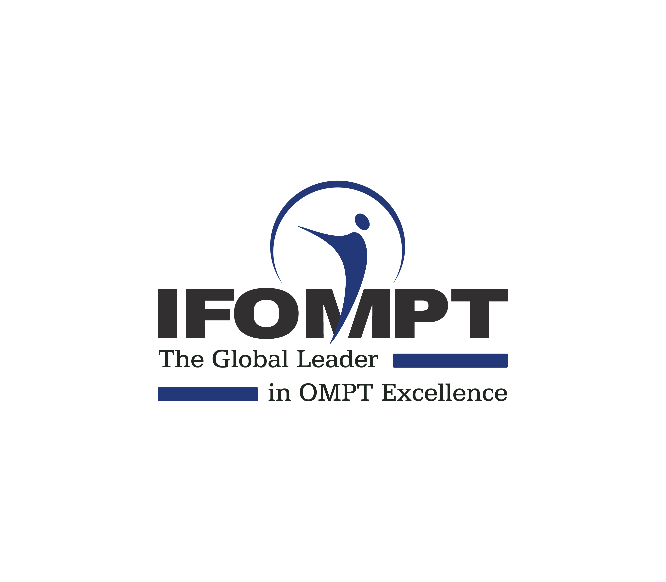 IFOMPT
The Global Leader
in OMPT Excellence